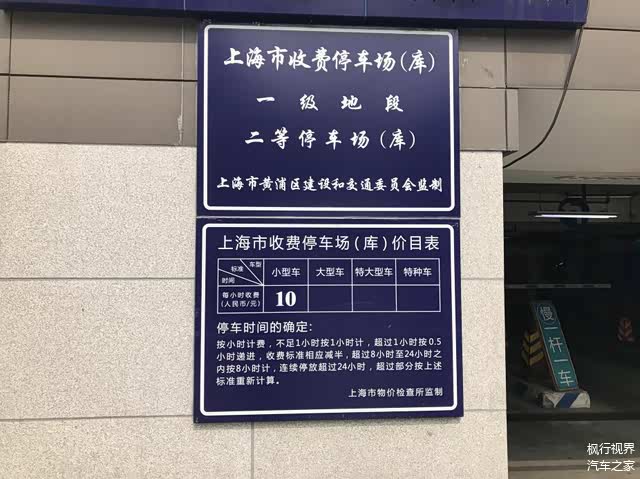 上海市收费停车场(库)
一级地段
二等停车场(库)
上海市黄浦区建设和交通委员会监制
上海市收费停车场(库)价目表
车型
标准
时间
小型车 大型车 特大型车 特种车
每小时收费
(人民币/元)
10
停车时间的确定:
按小时计费,不足1小时按1小时计,超过1小时按0.5
小时递进,收费标准相应减半,超过8小时至24小时之
内按8小时计,连续停放超过24小时,超过部分按上述
标准重新计算。
上海市物价检查所监制
慢
一杆一车
枫行视界
汽车之家